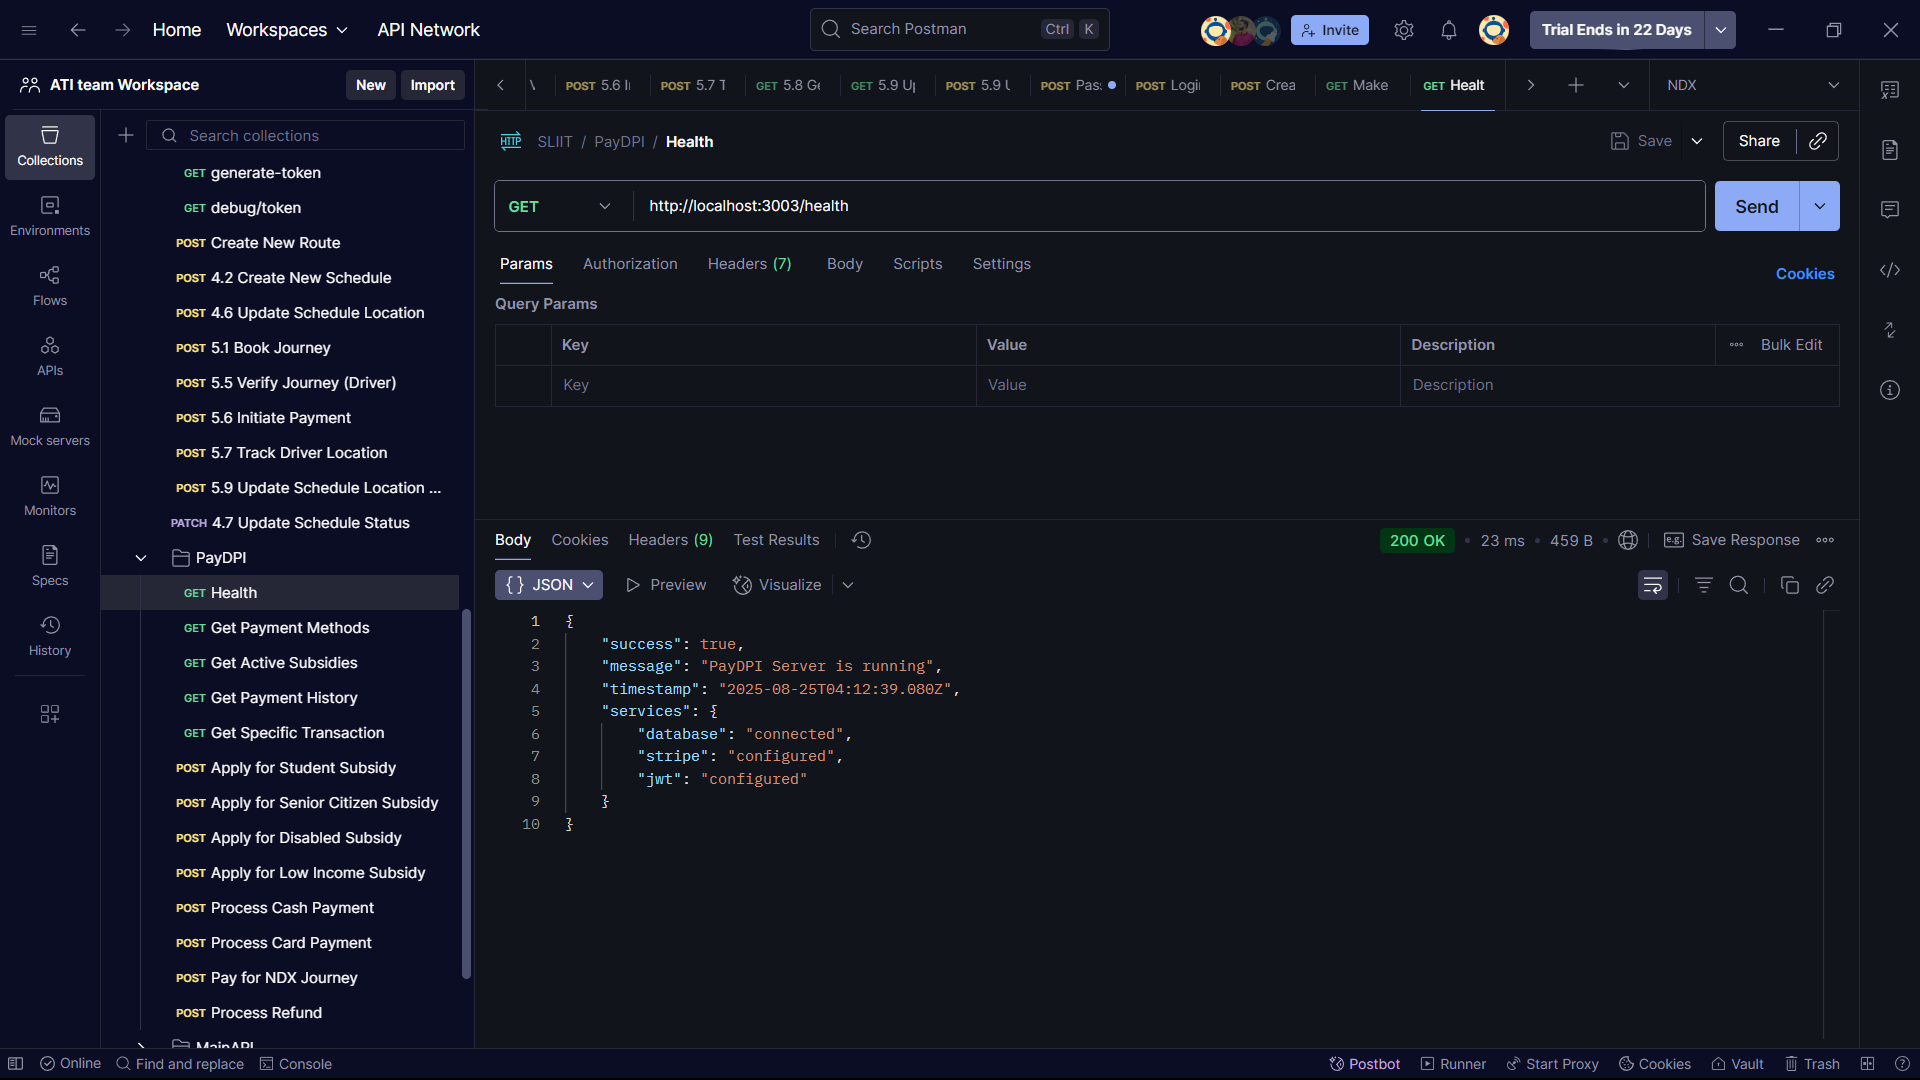 Home
Workspaces
API Network
Search Postman
Ctrl K
Invite
Trial Ends in 22 Days
ATI team Workspace
New
Import
POST 5.6 I
POST 5.7 T
GET 5.8 Ge
GET 5.9 Up
POST 5.9 U
POST Pas:
POST Logi
POST Crea
GET Make
GET Healt
NDX
Collections
Environments
Flows
APIs
Mock servers
Monitors
Specs
History
Search collections
GET generate-token
GET debug/token
POST Create New Route
POST 4.2 Create New Schedule
POST 4.6 Update Schedule Location
POST 5.1 Book Journey
POST 5.5 Verify Journey (Driver)
POST 5.6 Initiate Payment
POST 5.7 Track Driver Location
POST 5.9 Update Schedule Location ...
PATCH 4.7 Update Schedule Status
PayDPI
GET Health
GET Get Payment Methods
GET Get Active Subsidies
GET Get Payment History
GET Get Specific Transaction
POST Apply for Student Subsidy
POST Apply for Senior Citizen Subsidy
POST Apply for Disabled Subsidy
POST Apply for Low Income Subsidy
POST Process Cash Payment
POST Process Card Payment
POST Pay for NDX Journey
POST Process Refund
MainAPI
HTTP SLIIT / PayDPI / Health
Save
Share
GET http://localhost:3003/health
Send
Params Authorization Headers (7) Body Scripts Settings
Cookies
Query Params
Key Value Description Bulk Edit
Key Value Description
Body Cookies Headers (9) Test Results
200 OK • 23 ms • 459 B •
e.g. Save Response
{} JSON
Preview
Visualize
1 {
2 "success": true,
3 "message": "PayDPI Server is running",
4 "timestamp": "2025-08-25T04:12:39.080Z",
5 "services": {
6 "database": "connected",
7 "stripe": "configured",
8 "jwt": "configured"
9 }
10 }
Online
Find and replace
Console
Postbot
Runner
Start Proxy
Cookies
Vault
Trash